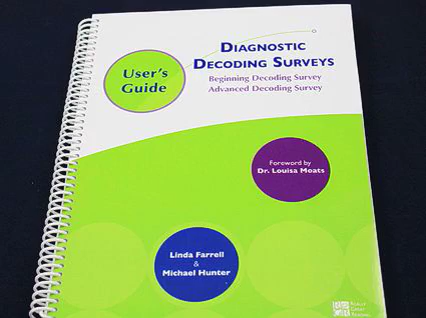 User's
Guide
DIAGNOSTIC
DECODING SURVEYS
Beginning Decoding Survey
Advanced Decoding Survey
Foreword by
Dr. Louisa Moats
Linda Farrell
&
Michael Hunter